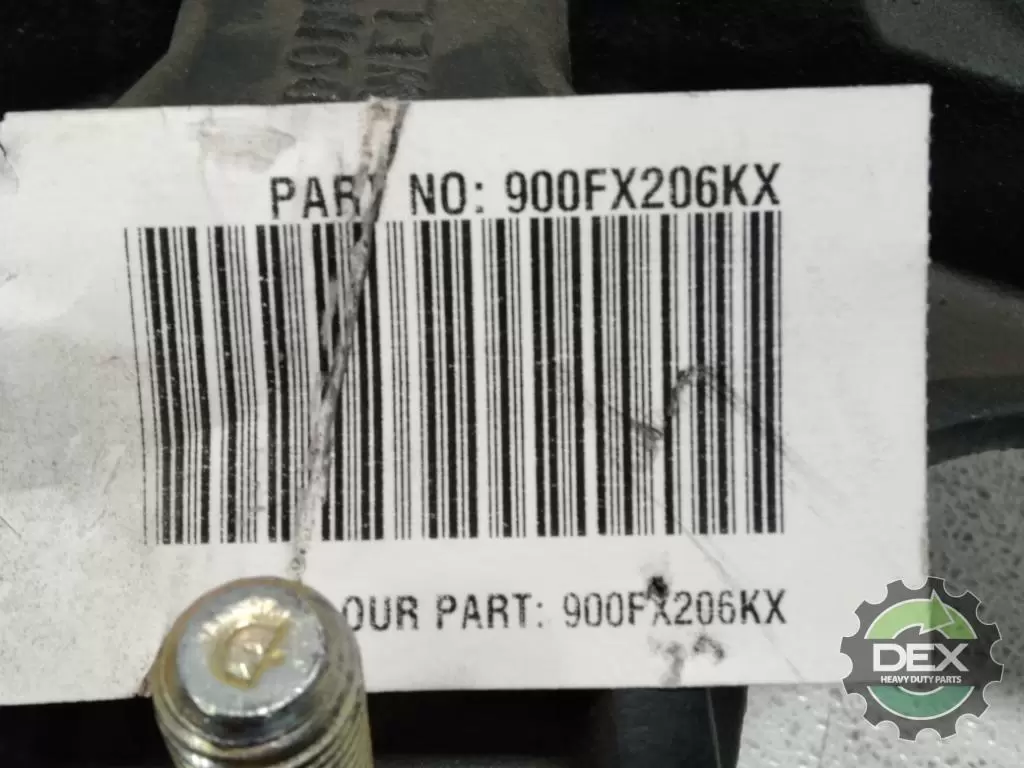 PART NO: 900FX206KX
OUR PART: 900FX206KX
DEX
HEAVY DUTY PARTS